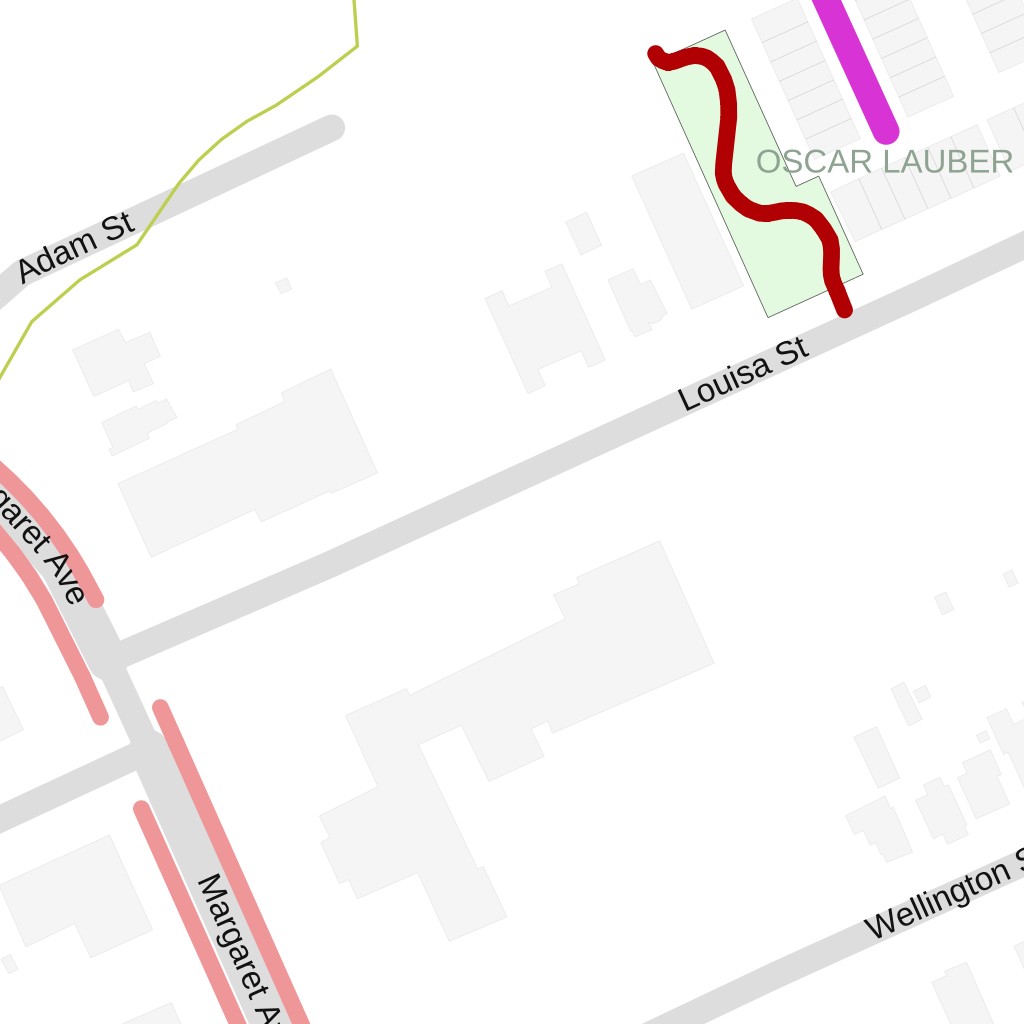 OSCAR LAUBER
Adam St
Louisa St
garet Ave
Margaret A
Wellington S